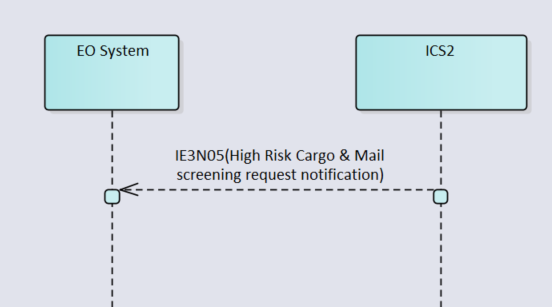 EO System
ICS2
IE3N05(High Risk Cargo & Mail
screening request notification)